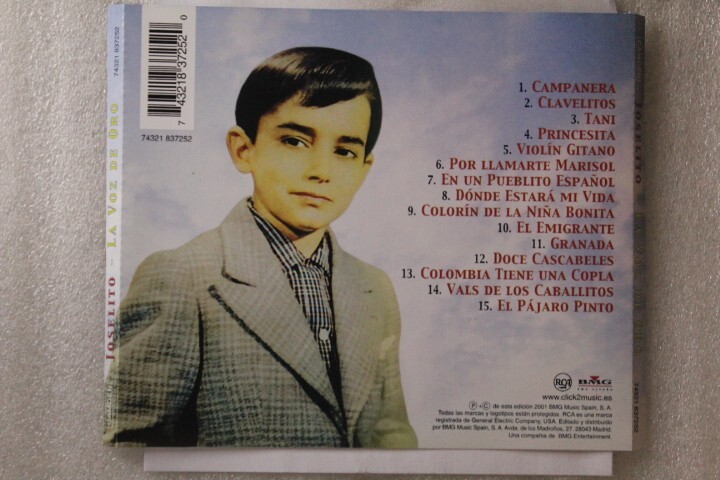 JOSELITO - LA VOZ DE ORO
74321 837252
7 43218 37252 0
74321 837252
1. CAMPANERA
2. CLAVELITOS
3. TANI
4. PRINCESITA
5. VIOLÍN GITANO
6. POR LLAMARTE MARISOL
7. EN UN PUEBLITO ESPAÑOL
8. DÓNDE ESTARÁ MI VIDA
9. COLORÍN DE LA NIÑA BONITA
10. EL EMIGRANTE
11. GRANADA
12. DOCE CASCABELES
13. COLOMBIA TIENE UNA COPLA
14. VALS DE LOS CABALLITOS
15. EL PÁJARO PINTO
RCA BMG
www.click2music.es
℗+© de esta edición 2001 BMG Music Spain, S. A.
Todas las marcas y logotipos están protegidos. RCA es una marca
registrada de General Electric Company, USA. Editado y distribuido
por BMG Music Spain, S. A. Avda. de los Madroños, 27. 28043 Madrid.
Una compañía de BMG Entertainment.
JOSELITO
74321 837252